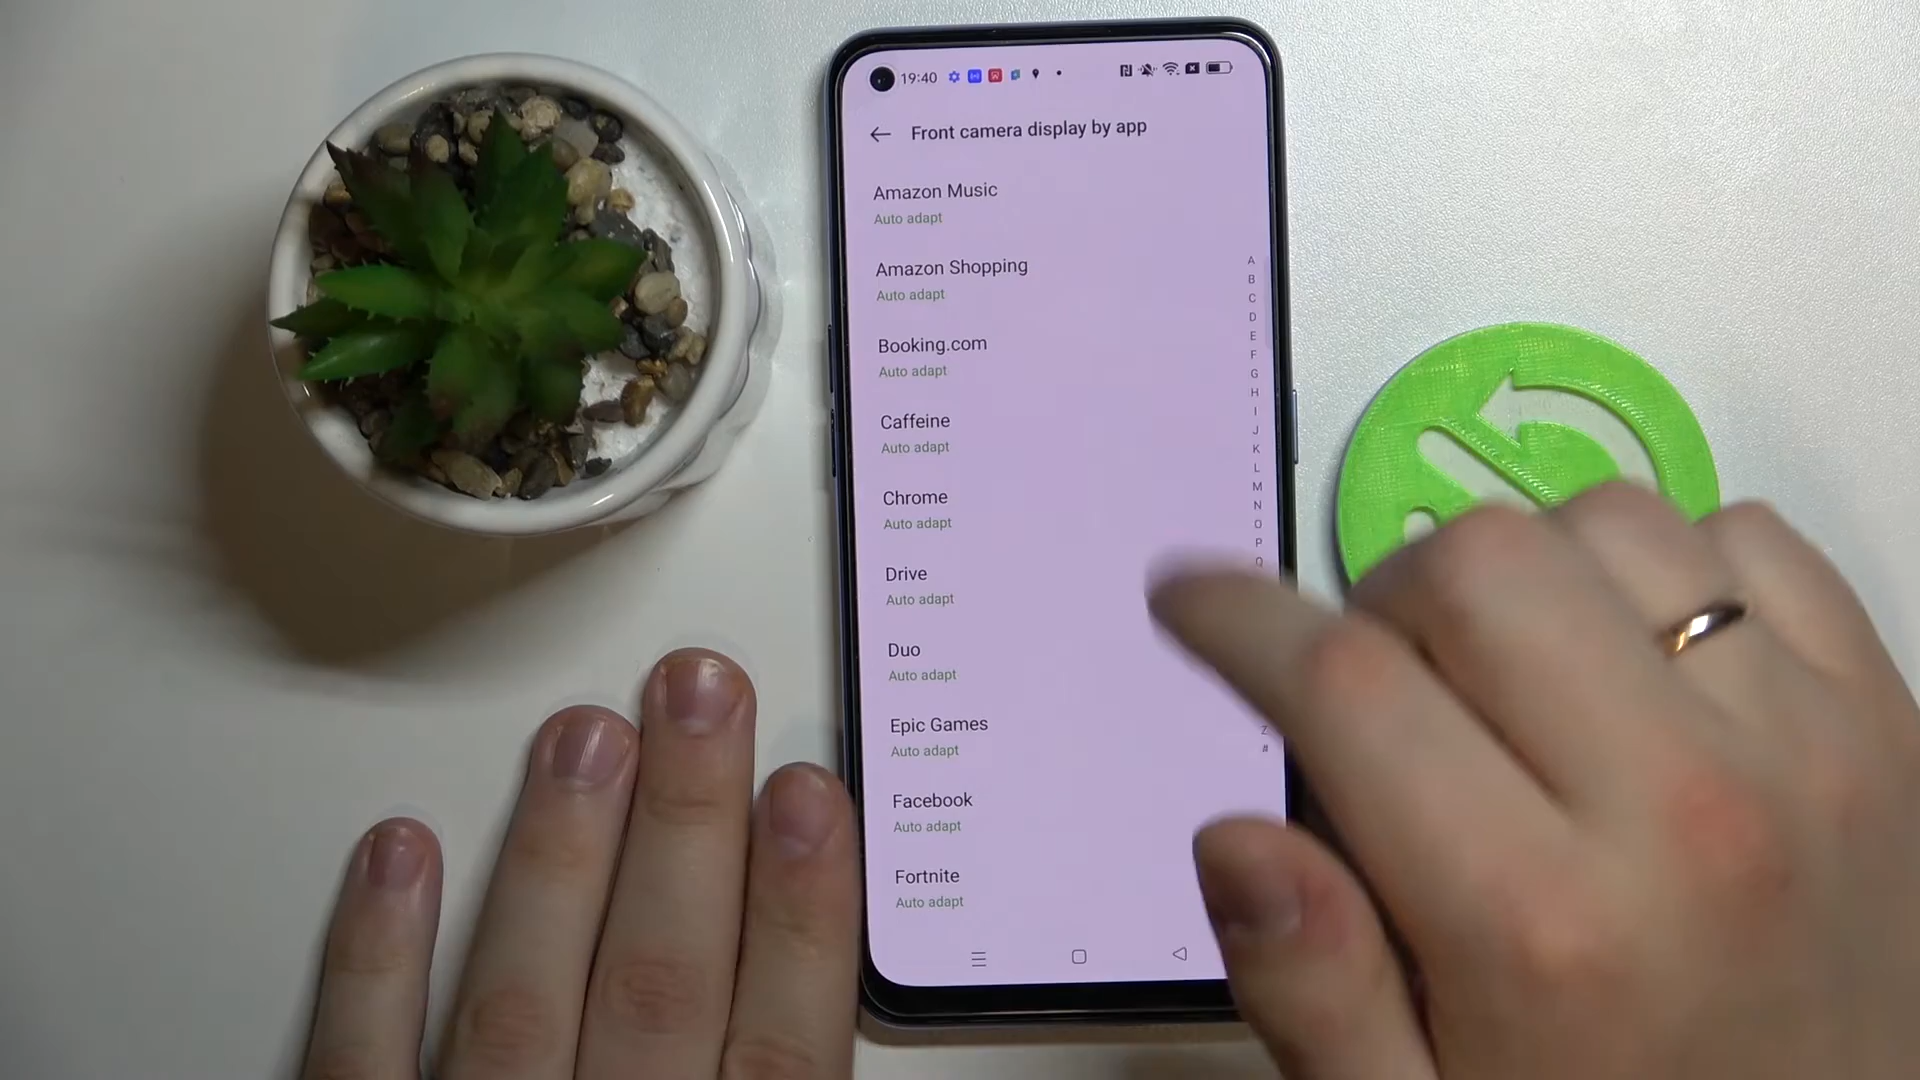 19:40
Front camera display by app
Amazon Music
Auto adapt
Amazon Shopping
Auto adapt
Booking.com
Auto adapt
Caffeine
Auto adapt
Chrome
Auto adapt
Drive
Auto adapt
Duo
Auto adapt
Epic Games
Auto adapt
Facebook
Auto adapt
Fortnite
Auto adapt
A
B
C
D
E
F
G
H
I
J
K
L
M
N
O
P
Q
Z
#